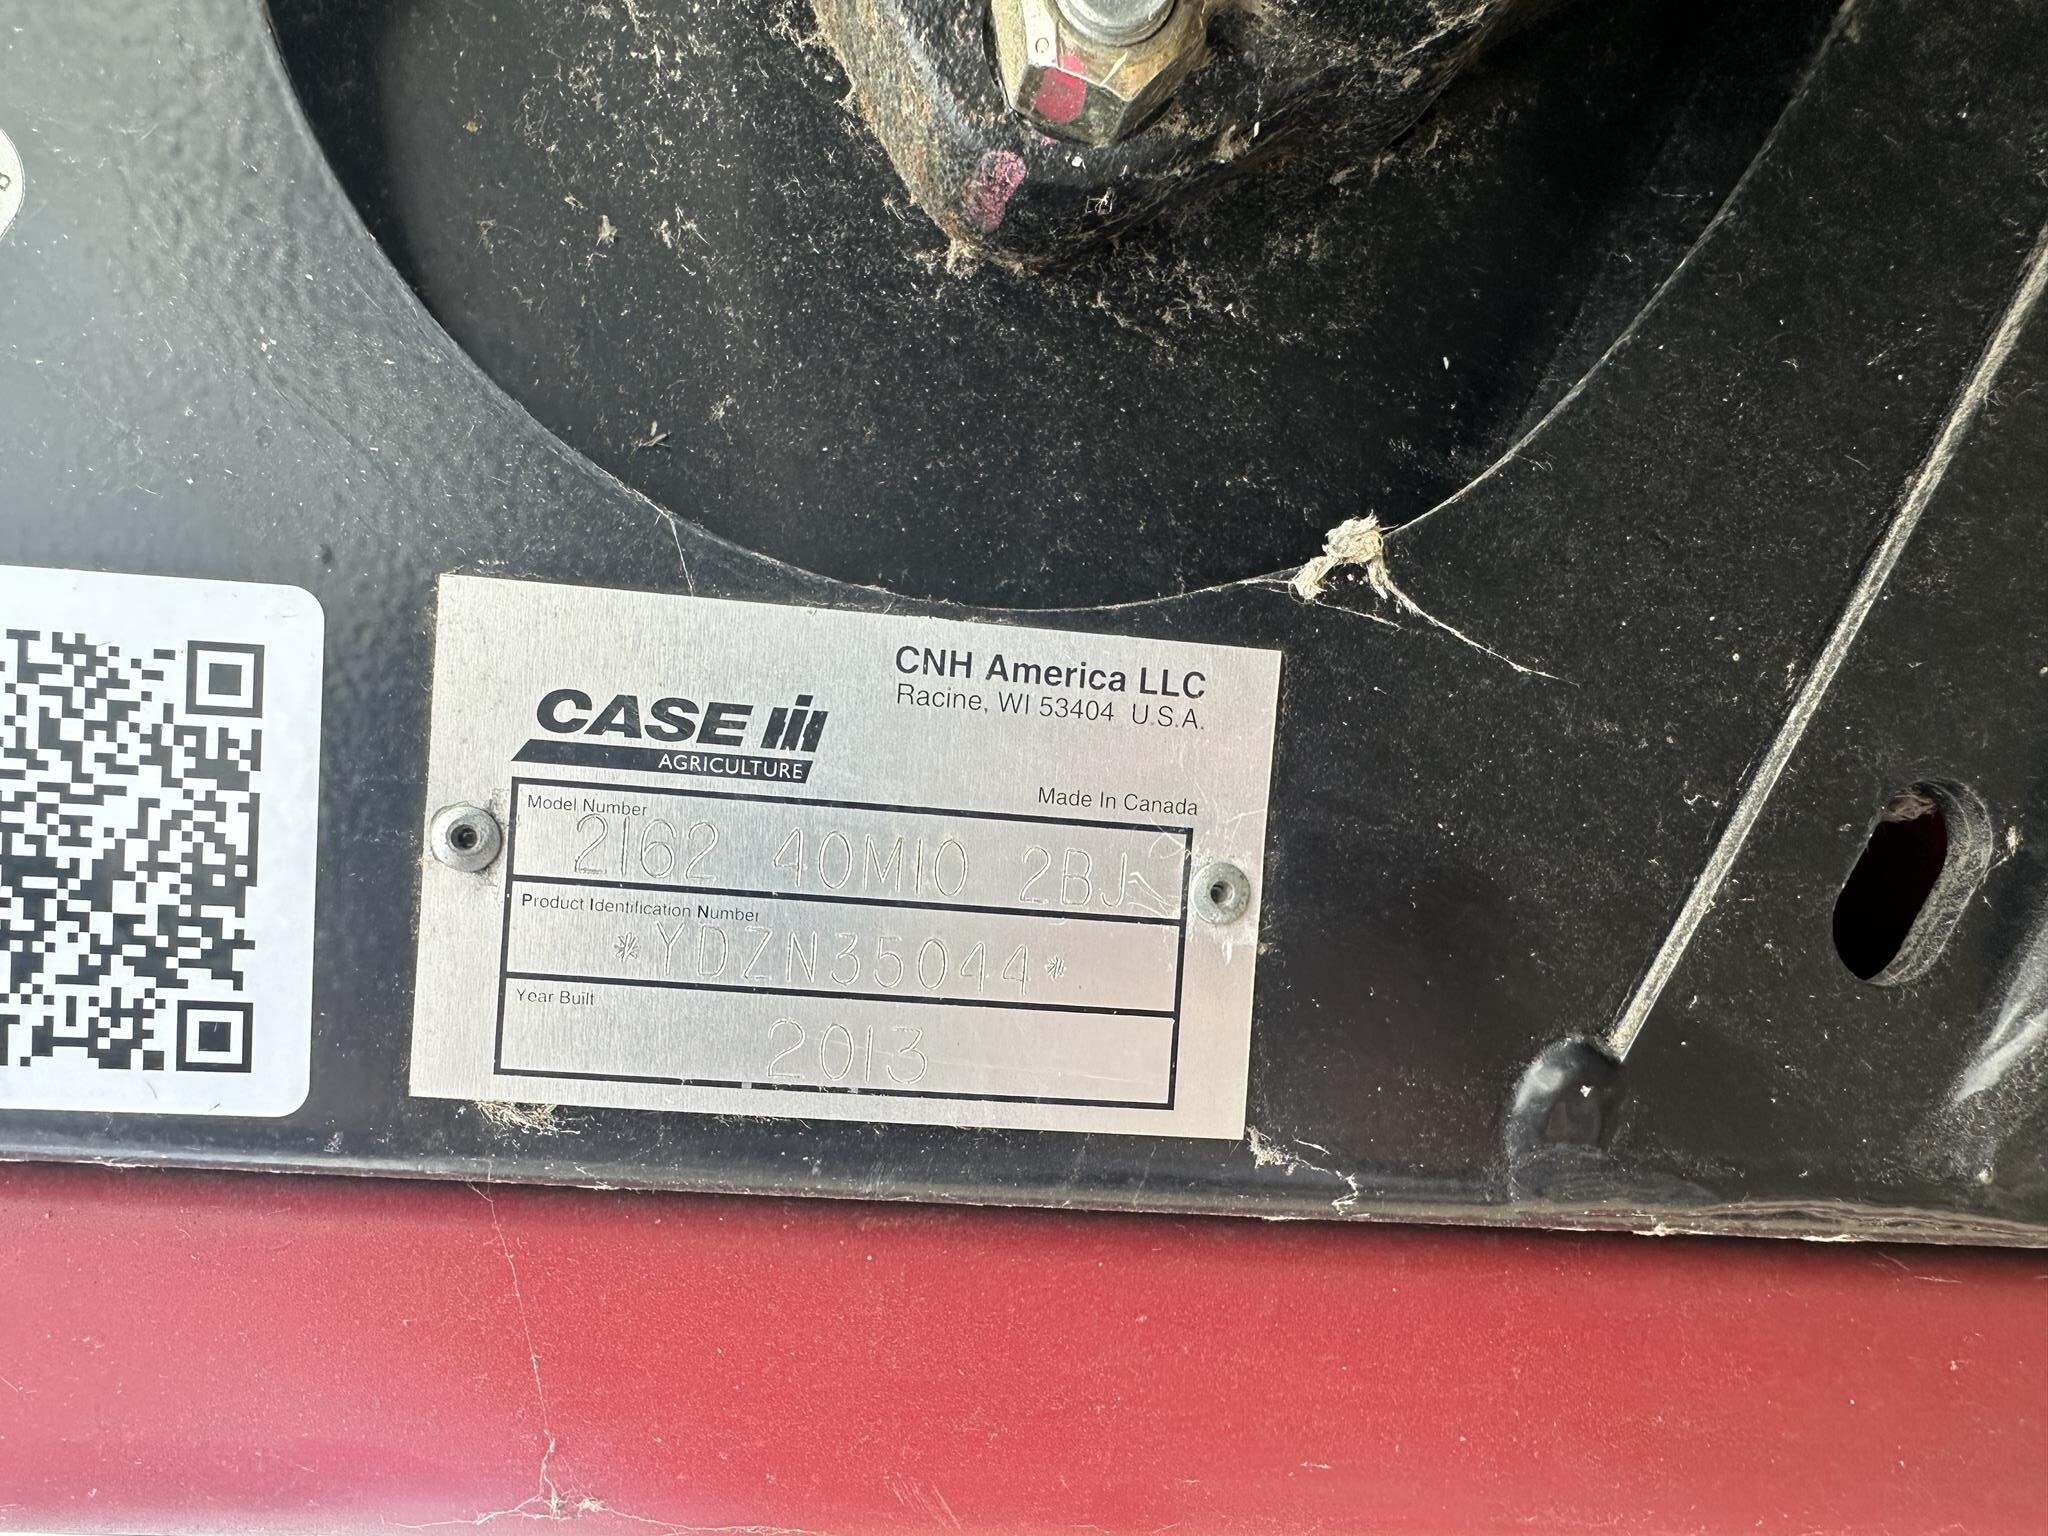 CNH America LLC
Racine, WI 53404 U.S.A.
CASE IH
AGRICULTURE
Made In Canada
Model Number
2162 40M10 2BJ
Product Identification Number
*YDZN35044*
Year Built
2013